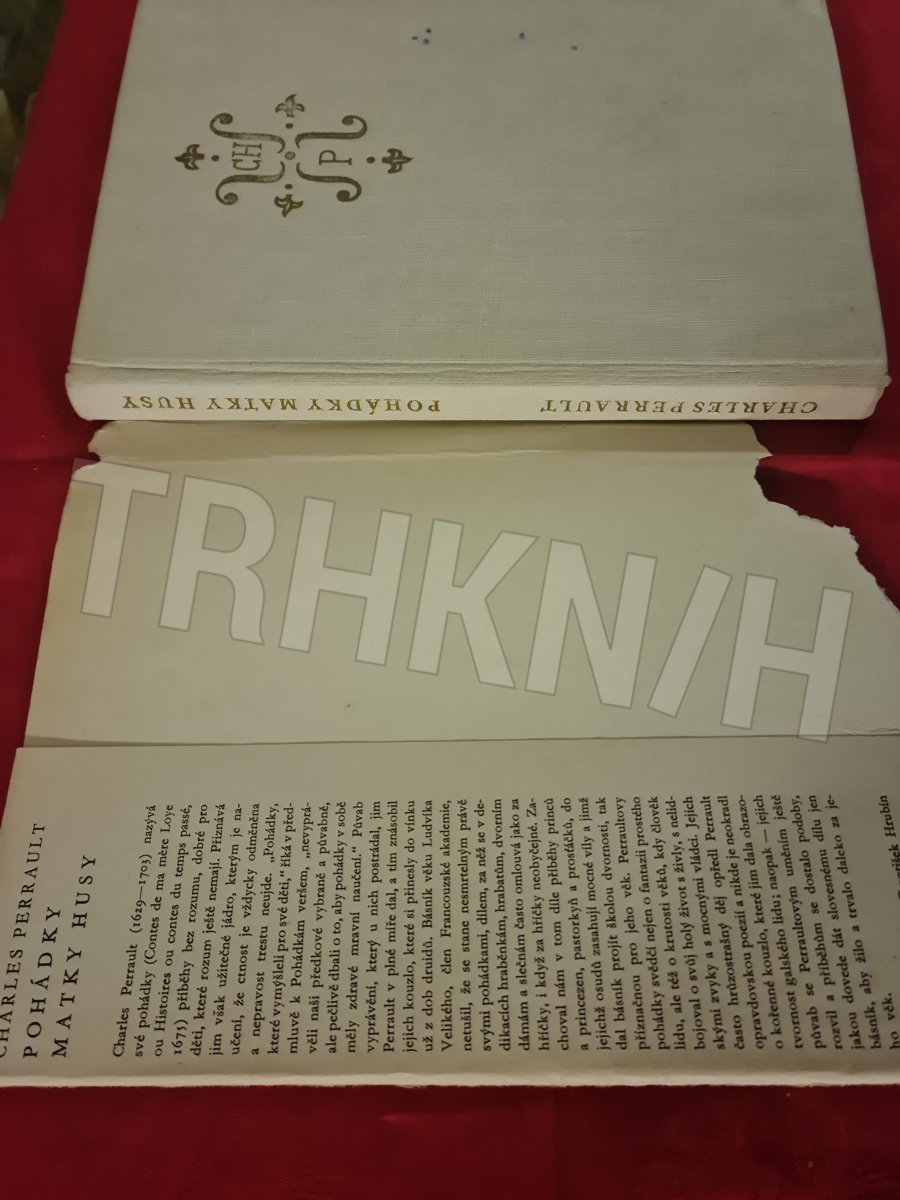 CH
P
POHÁDKY MATKY HUSY
CHARLES PERRAULT
TRHKN/H
CHARLES PERRAULT
POHÁDKY
MATKY HUSY
Charles Perrault (1629—1703) nazývá
své pohádky (Contes de ma mère Loye
ou Histoires ou contes du temps passé,
1675) příběhy bez rozumu, dobré pro
děti, které rozum ještě nemají. Přiznává
jim však užitečné jádro, kterým je na-
učení, že ctnost je vždycky odměněna
a nepravost trestu neujde. „Pohádky,
které vymýšleli pro své děti,“ říká v před-
mluvě k Pohádkám veršem, „nevyprá-
věli naši předkové vybraně a půvabně,
ale pečlivě dbali o to, aby pohádky v sobě
měly zdravé mravní naučení.“ Půvab
vyprávění, který u nich postrádal, jim
Perrault v plné míře dal, a tím znásobil
jejich kouzlo, které si přinesly do vínku
už z dob druidů. Básník věku Ludvíka
Velikého, člen Francouzské akademie,
netušil, že se stane nesmrtelným právě
svými pohádkami, dílem, za něž se v de-
dikacích hraběnkám, hrabatům, dvorním
dámám a slečnám často omlouvá jako za
hříčky, i když za hříčky neobyčejné. Za-
choval nám v tom díle příběhy princů
a princezen, pastorkyň a prosťáčků, do
jejichž osudů zasahují mocné víly a jimž
dal básník projít školou dvornosti, tak
příznačnou pro jeho věk. Perraultovy
pohádky svědčí nejen o fantazii prostého
lidu, ale též o krutosti věků, kdy člověk
bojoval o svůj holý život s živly, s nelid-
skými zvyky a s mocnými vládci. Jejich
často hrůzostrašný děj opředl Perrault
opravdovskou poezií a nikde je neokradl
o kořenné kouzlo, které jim dala obrazo-
tvornost galského lidu; naopak — jejich
půvab se Perraultovým uměním ještě
rozvil a příběhům se dostalo podoby,
jakou dovede dát slovesnému dílu jen
básník, aby žilo a trvalo daleko za je-
ho věk.
Hrubín